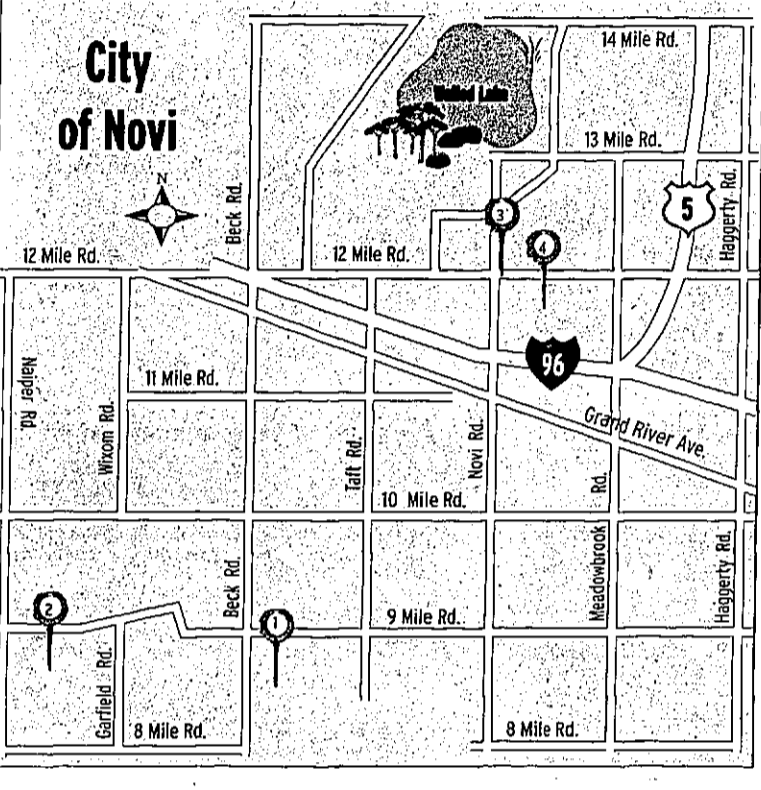 City
of Novi
N
14 Mile Rd.
Walled Lake
13 Mile Rd.
Beck Rd.
Haggerty Rd.
5
3
4
12 Mile Rd.
12 Mile Rd.
96
Napier Rd.
11 Mile Rd.
Wixom Rd.
Taft Rd.
Novi Rd.
Grand River Ave.
10 Mile Rd.
Rd.
Meadowbrook
Haggerty Rd.
Beck Rd.
2
1
9 Mile Rd.
Garfield Rd.
8 Mile Rd.
8 Mile Rd.